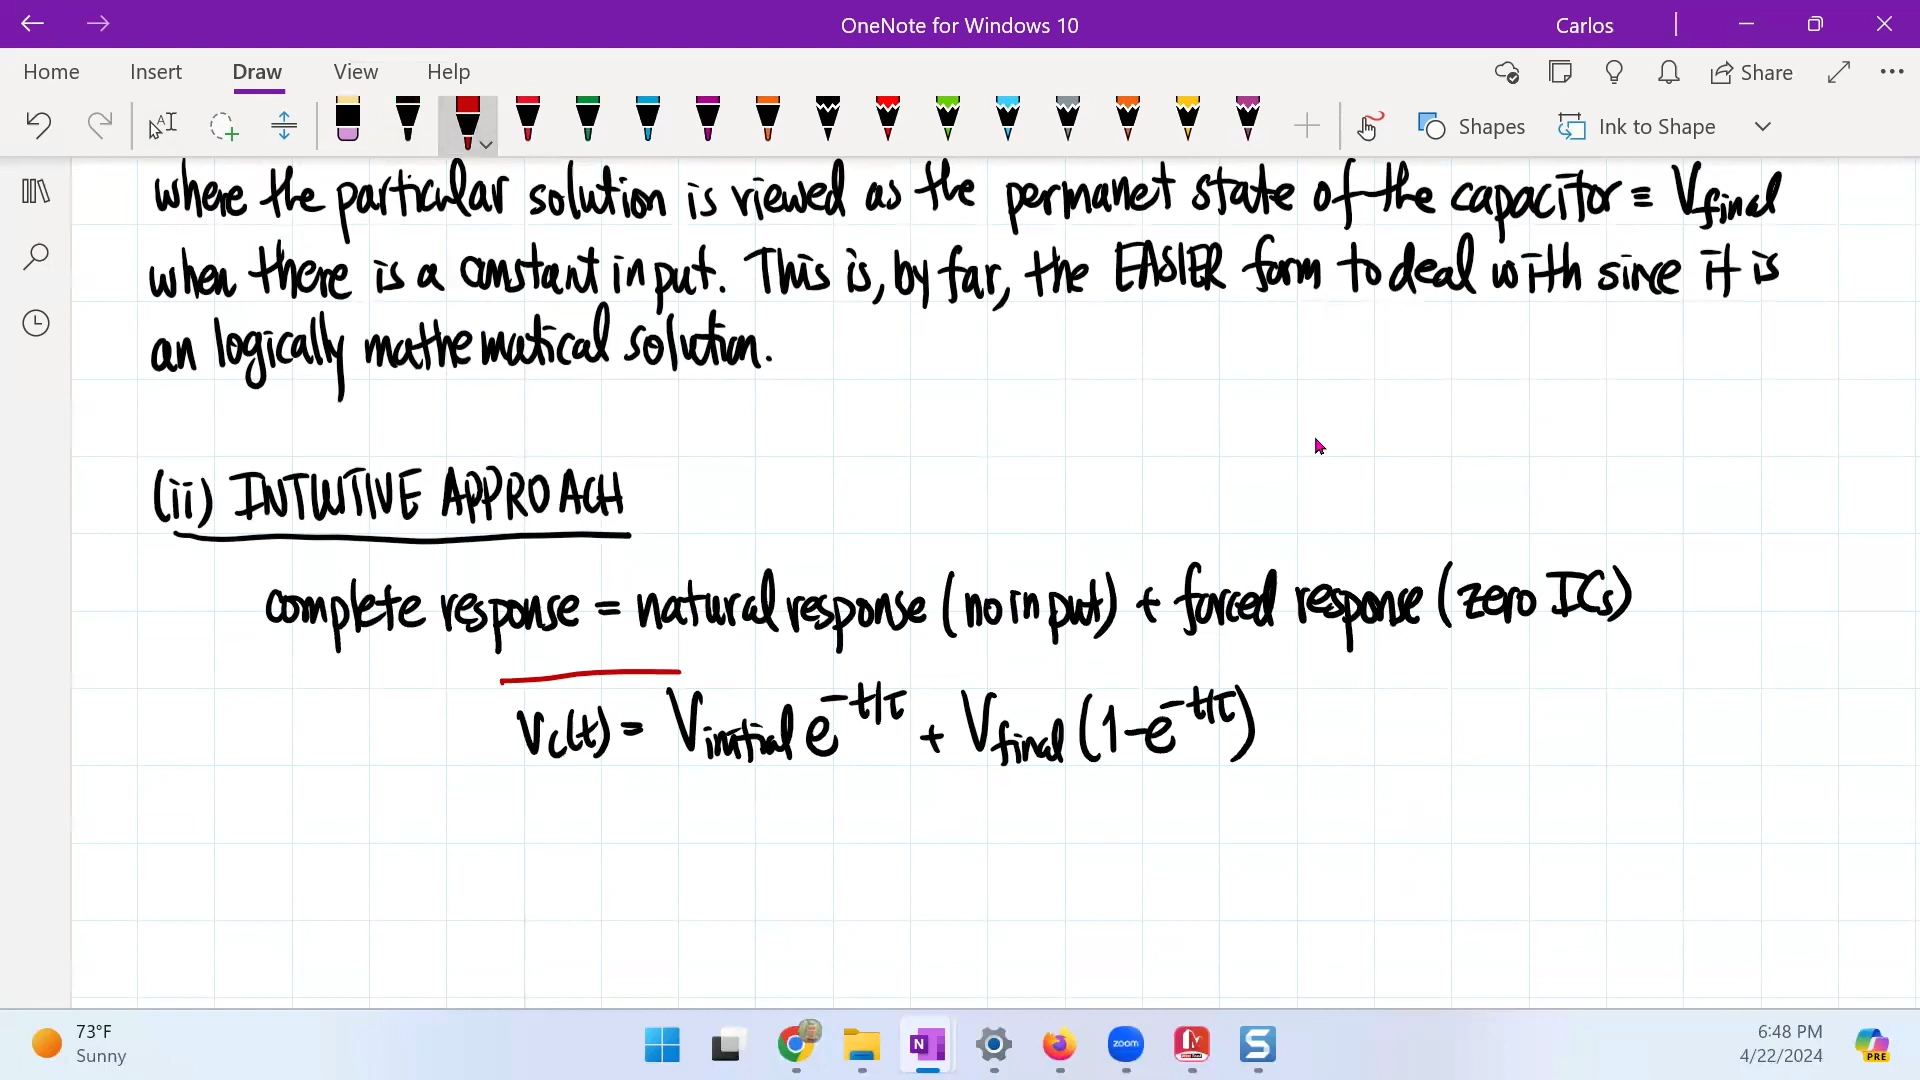 OneNote for Windows 10
Carlos
Home Insert Draw View Help
Share
Shapes
Ink to Shape
where the particular solution is viewed as the permanet state of the capacitor ≡ Vfinal
when there is a constant input. This is, by far, the EASIER form to deal with since it is
an logically mathematical solution.
(ii) INTUITIVE APPROACH
complete response = natural response (no input) + forced response (zero ICs)
Vc(t) = Vinitial e^-t/τ + Vfinal (1-e^-t/τ)
73°F
Sunny
N
zoom
S
6:48 PM
4/22/2024
PRE